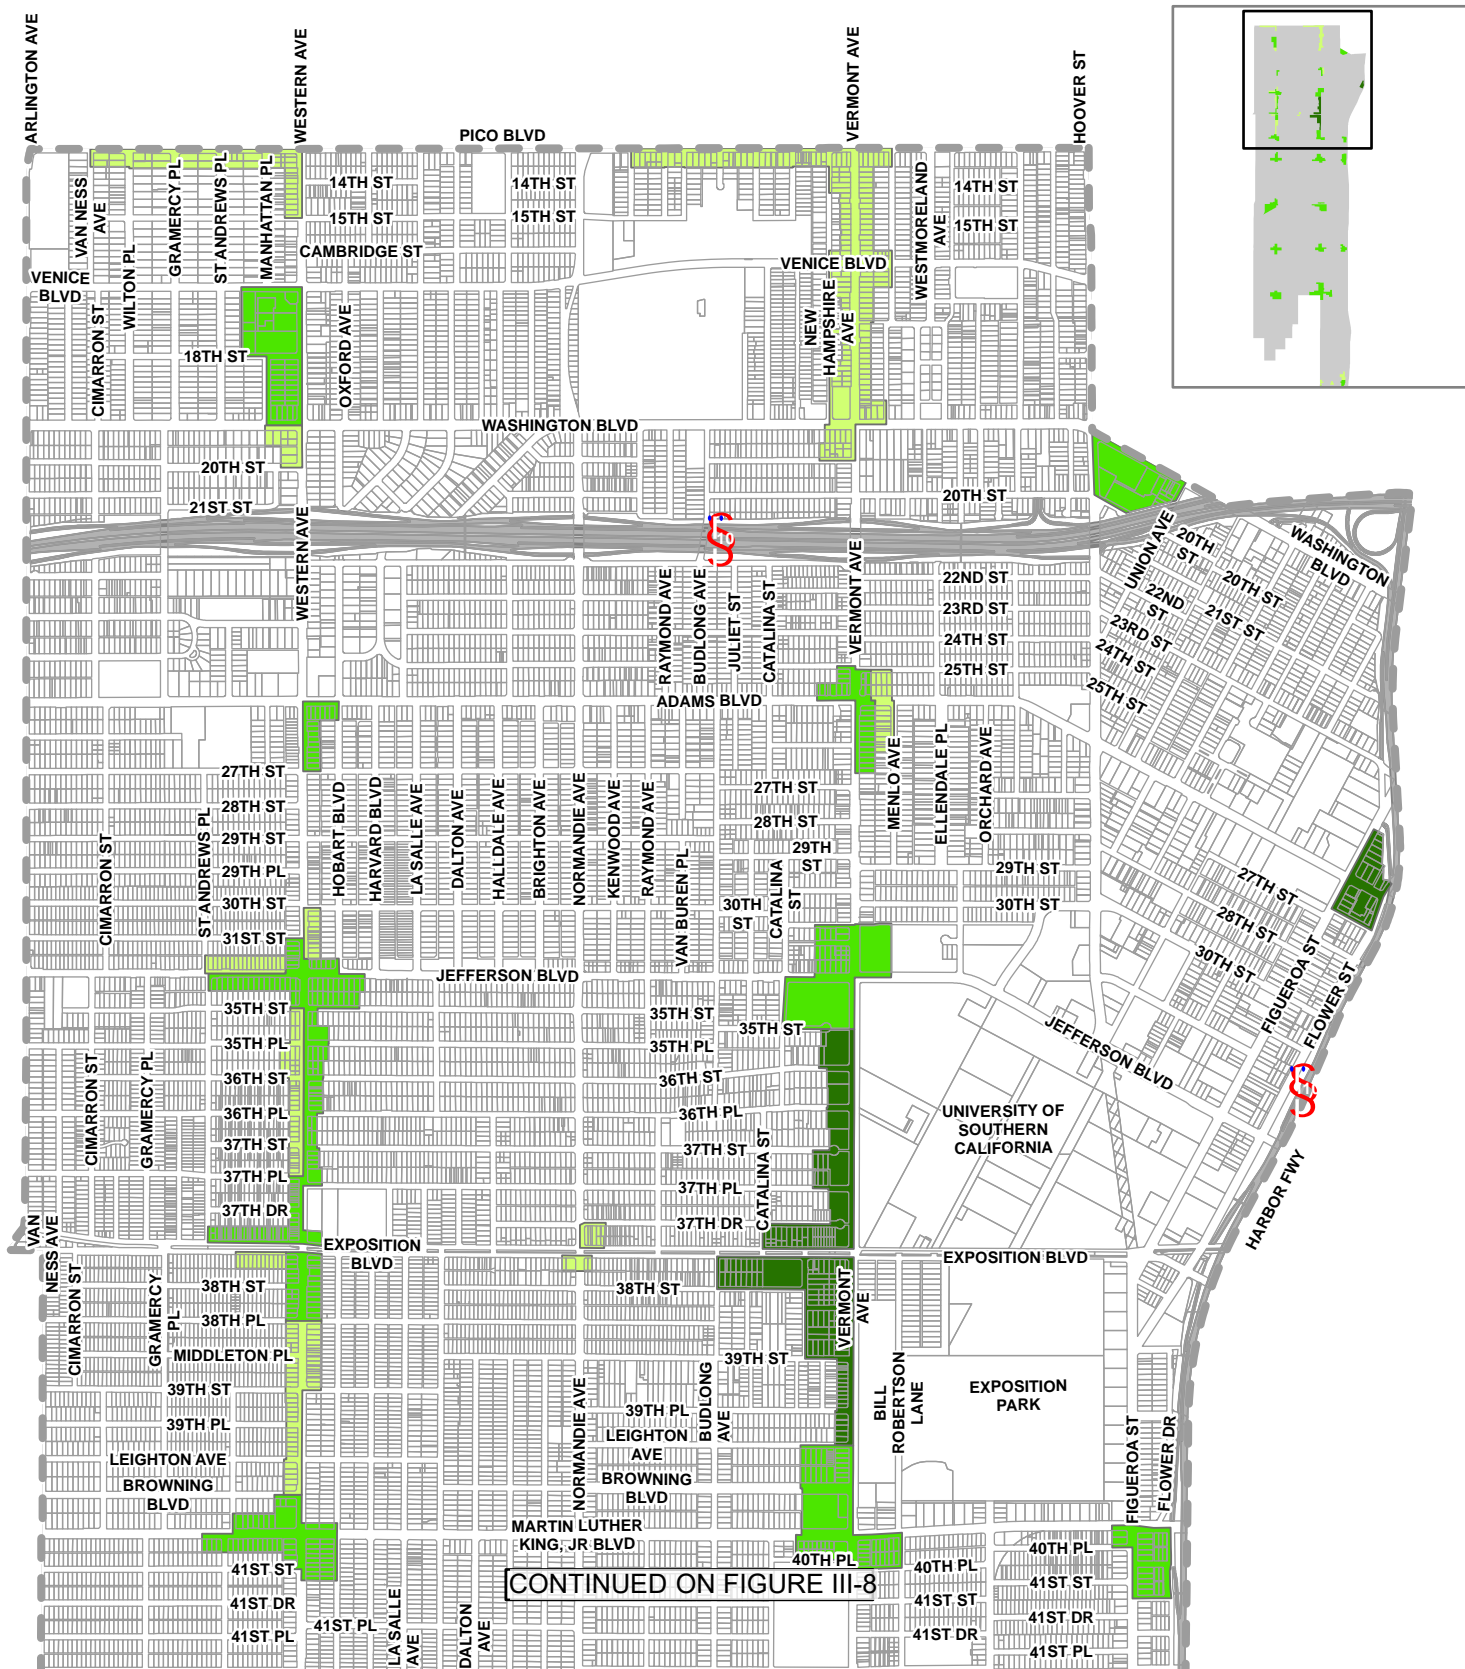 ARLINGTON AVE
WESTERN AVE
VERMONT AVE
HOOVER ST
PICO BLVD
VAN NESS
AVE
WILTON PL
GRAMERCY PL
ST ANDREWS PL
MANHATTAN PL
14TH ST
14TH ST
14TH ST
15TH ST
15TH ST
15TH ST
WESTMORELAND
AVE
CAMBRIDGE ST
VENICE BLVD
VENICE
BLVD
CIMARRON ST
OXFORD AVE
NEW
HAMPSHIRE
AVE
18TH ST
WASHINGTON BLVD
20TH ST
20TH ST
21ST ST
WESTERN AVE
10
UNION AVE
20TH
ST
WASHINGTON
BLVD
20TH ST
22ND
ST
21ST ST
23RD ST
24TH ST
25TH ST
RAYMOND AVE
BUDLONG AVE
JULIET ST
CATALINA ST
VERMONT AVE
22ND ST
23RD ST
24TH ST
25TH ST
ADAMS BLVD
MENLO AVE
ELLENDALE PL
ORCHARD AVE
27TH ST
28TH ST
29TH ST
29TH PL
30TH ST
31ST ST
CIMARRON ST
ST ANDREWS PL
HOBART BLVD
HARVARD BLVD
LA SALLE AVE
DALTON AVE
HALLDALE AVE
BRIGHTON AVE
NORMANDIE AVE
KENWOOD AVE
RAYMOND AVE
VAN BUREN PL
27TH ST
28TH ST
29TH
ST
30TH
ST
CATALINA
ST
29TH ST
30TH ST
27TH ST
28TH ST
30TH ST
FIGUEROA ST
FLOWER ST
JEFFERSON BLVD
JEFFERSON BLVD
35TH ST
35TH PL
36TH ST
36TH PL
37TH ST
37TH PL
37TH DR
CIMARRON ST
GRAMERCY PL
35TH ST
35TH ST
35TH PL
36TH ST
36TH PL
37TH ST
37TH PL
37TH DR
CATALINA ST
UNIVERSITY OF
SOUTHERN
CALIFORNIA
HARBOR FWY
VAN
NESS AVE
EXPOSITION
BLVD
EXPOSITION BLVD
CIMARRON ST
GRAMERCY
PL
38TH ST
38TH PL
MIDDLETON PL
39TH ST
39TH PL
LEIGHTON AVE
BROWNING
BLVD
38TH ST
39TH ST
39TH PL
LEIGHTON
AVE
BROWNING
BLVD
NORMANDIE AVE
BUDLONG
AVE
VERMONT
AVE
BILL
ROBERTSON
LANE
EXPOSITION
PARK
FIGUEROA ST
FLOWER DR
MARTIN LUTHER
KING, JR BLVD
40TH PL
40TH PL
40TH PL
41ST ST
41ST DR
41ST PL
41ST PL
LA SALLE
AVE
DALTON
AVE
41ST ST
41ST DR
41ST ST
41ST DR
41ST PL
CONTINUED ON FIGURE III-8